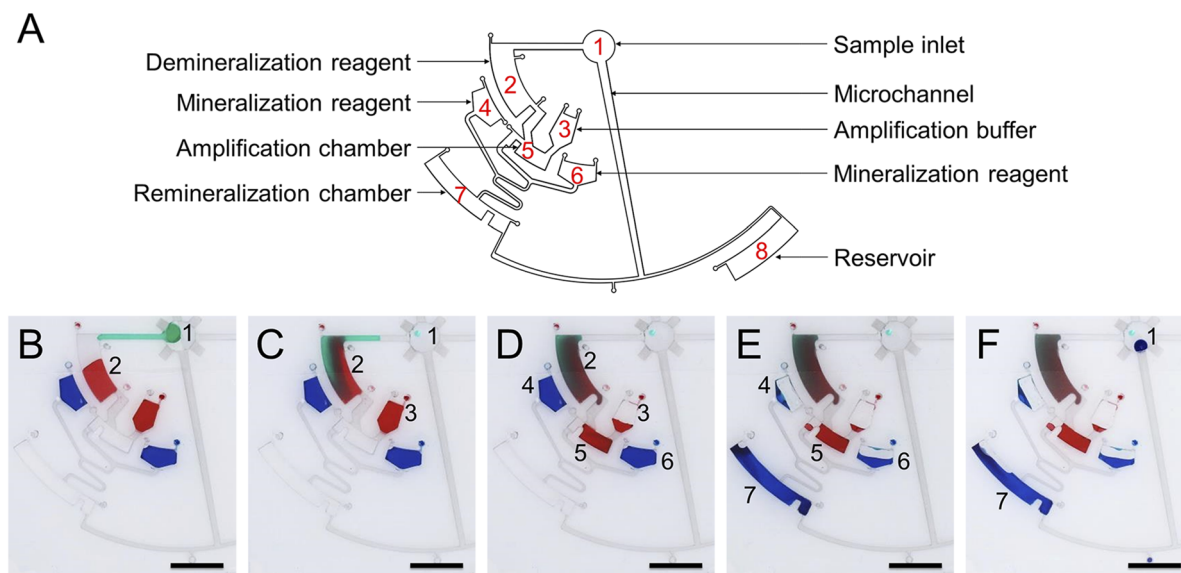 A
Demineralization reagent
Mineralization reagent
Amplification chamber
Remineralization chamber
1
2
4
3
5
6
7
8
Sample inlet
Microchannel
Amplification buffer
Mineralization reagent
Reservoir
B
1
2
C
1
2
3
D
2
4
3
5
6
E
4
5
6
7
F
1
7